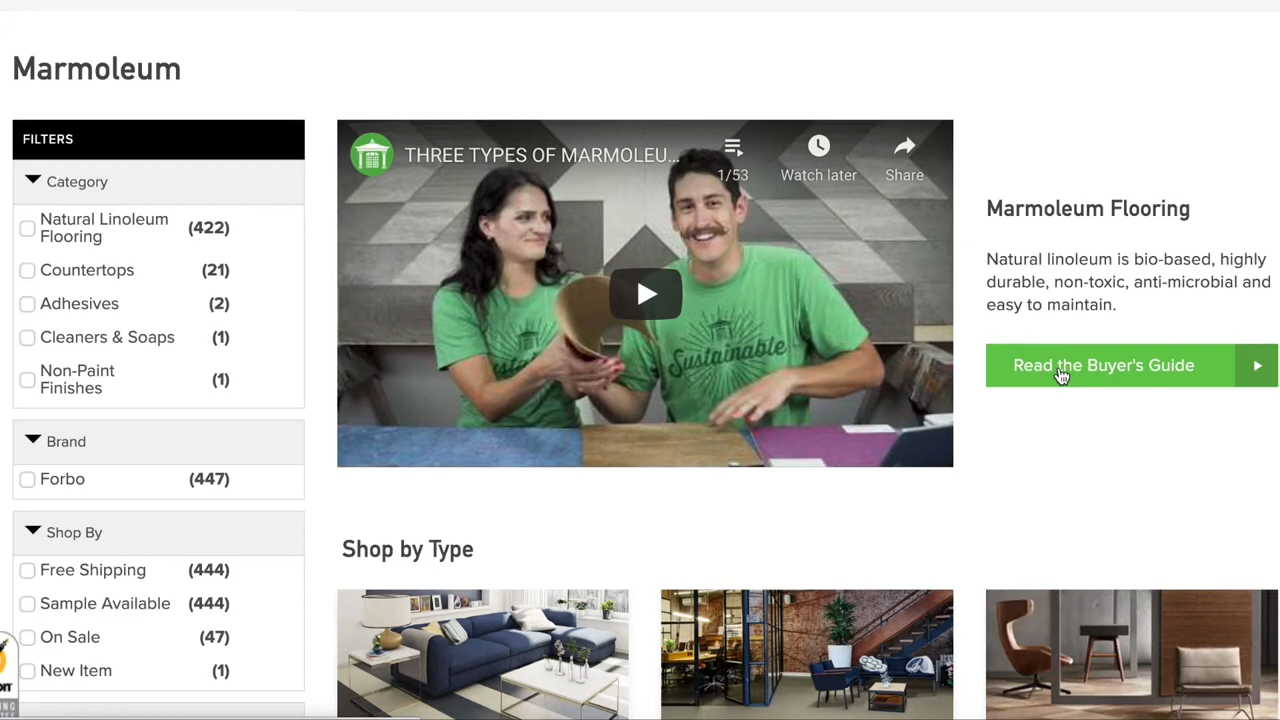 Marmoleum
FILTERS
Category
Natural Linoleum
Flooring (422)
Countertops (21)
Adhesives (2)
Cleaners & Soaps (1)
Non-Paint
Finishes (1)
Brand
Forbo (447)
Shop By
Free Shipping (444)
Sample Available (444)
On Sale (47)
New Item (1)
THREE TYPES OF MARMOLEU...
1/53
Watch later
Share
Sustainable
Marmoleum Flooring
Natural linoleum is bio-based, highly
durable, non-toxic, anti-microbial and
easy to maintain.
Read the Buyer's Guide
Shop by Type